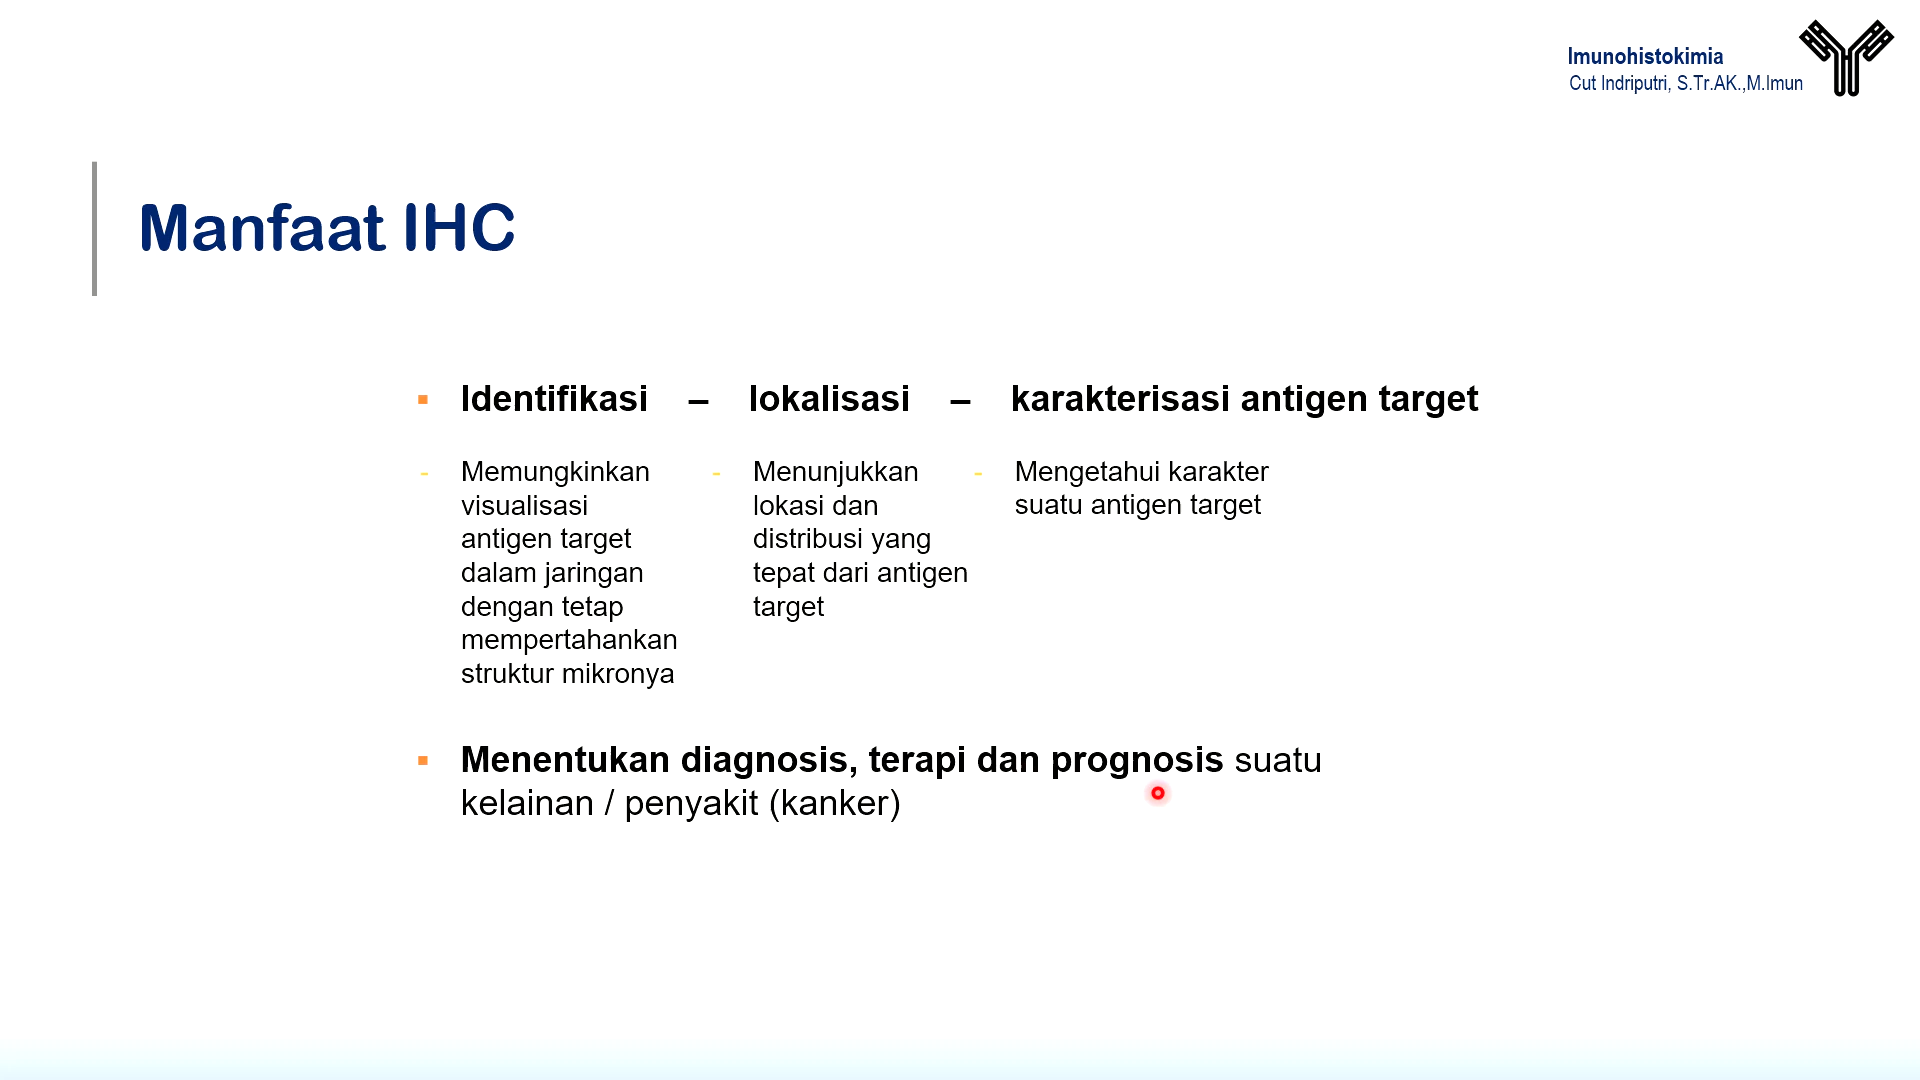 Imunohistokimia
Cut Indriputri, S.Tr.AK.,M.Imun
Manfaat IHC
▪ Identifikasi – lokalisasi – karakterisasi antigen target
- Memungkinkan
visualisasi
antigen target
dalam jaringan
dengan tetap
mempertahankan
struktur mikronya
- Menunjukkan
lokasi dan
distribusi yang
tepat dari antigen
target
- Mengetahui karakter
suatu antigen target
▪ Menentukan diagnosis, terapi dan prognosis suatu
kelainan / penyakit (kanker)